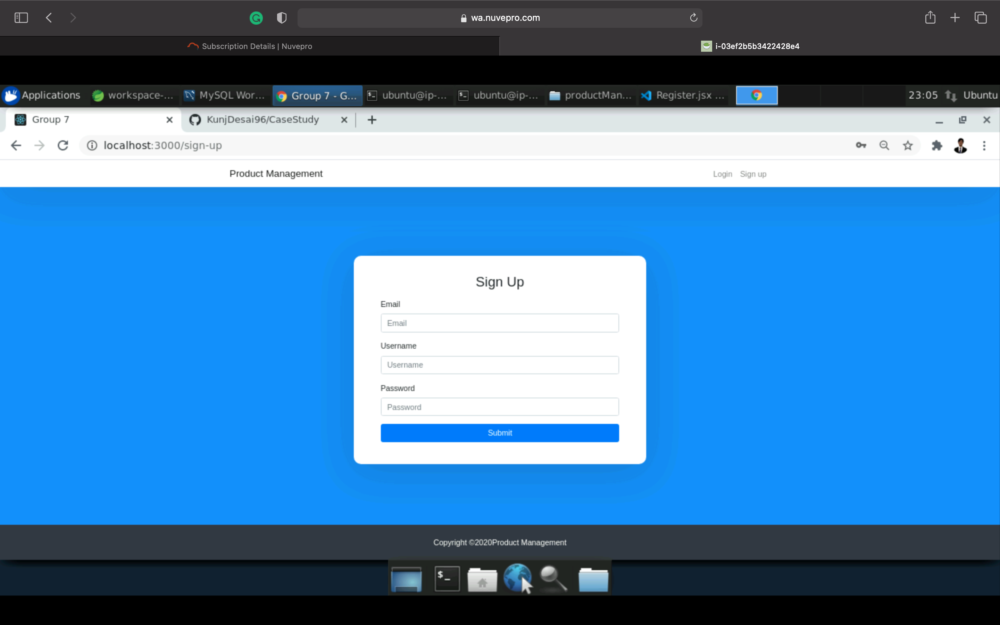 wa.nuvepro.com
Subscription Details | Nuvepro
i-03ef2b5b3422428e4
Applications
workspace-...
MySQL Wor...
Group 7 - G...
ubuntu@ip-...
ubuntu@ip-...
productMan...
Register.jsx ...
23:05
Ubuntu
Group 7
KunjDesai96/CaseStudy
localhost:3000/sign-up
Product Management
Login
Sign up
Sign Up
Email
Email
Username
Username
Password
Password
Submit
Copyright ©2020Product Management